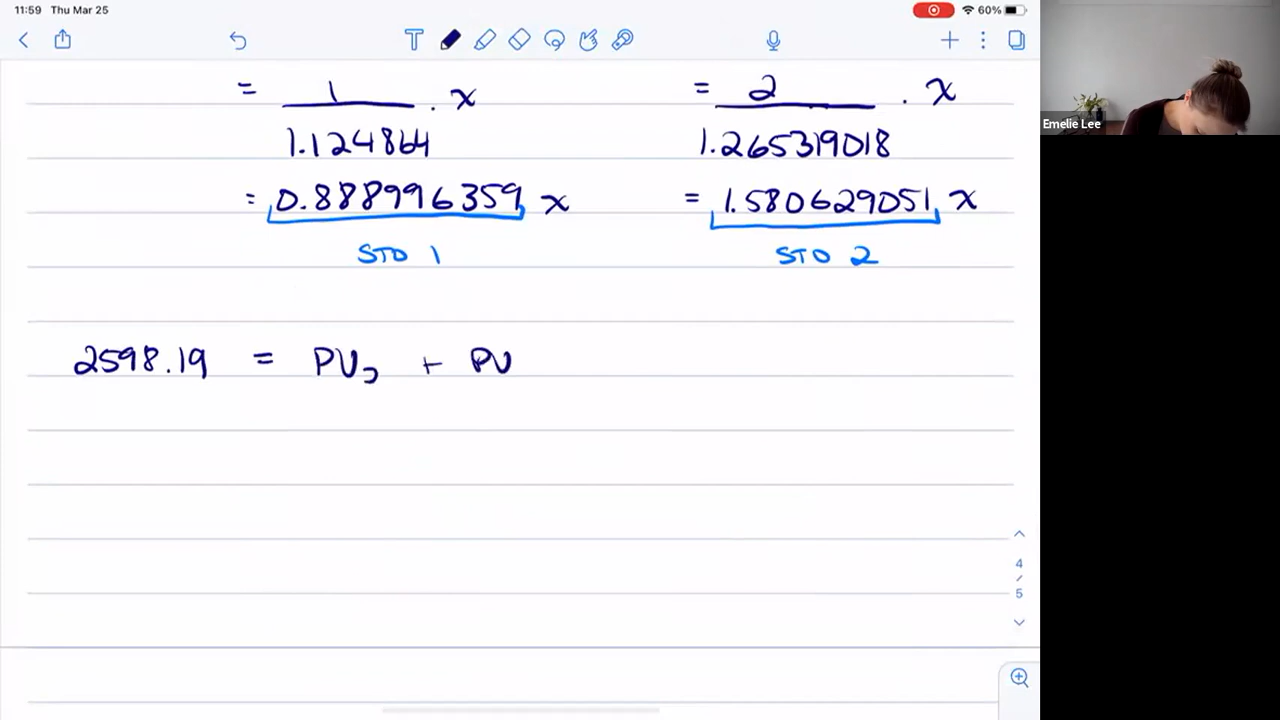 11:59 Thu Mar 25
60%
T
Emelie Lee
= 1 / 1.124864 . x
= 2 / 1.265319018 . x
= 0.888996359 x
= 1.580629051 x
STO 1
STO 2
2598.19 = PV₂ + PV
4
/
5